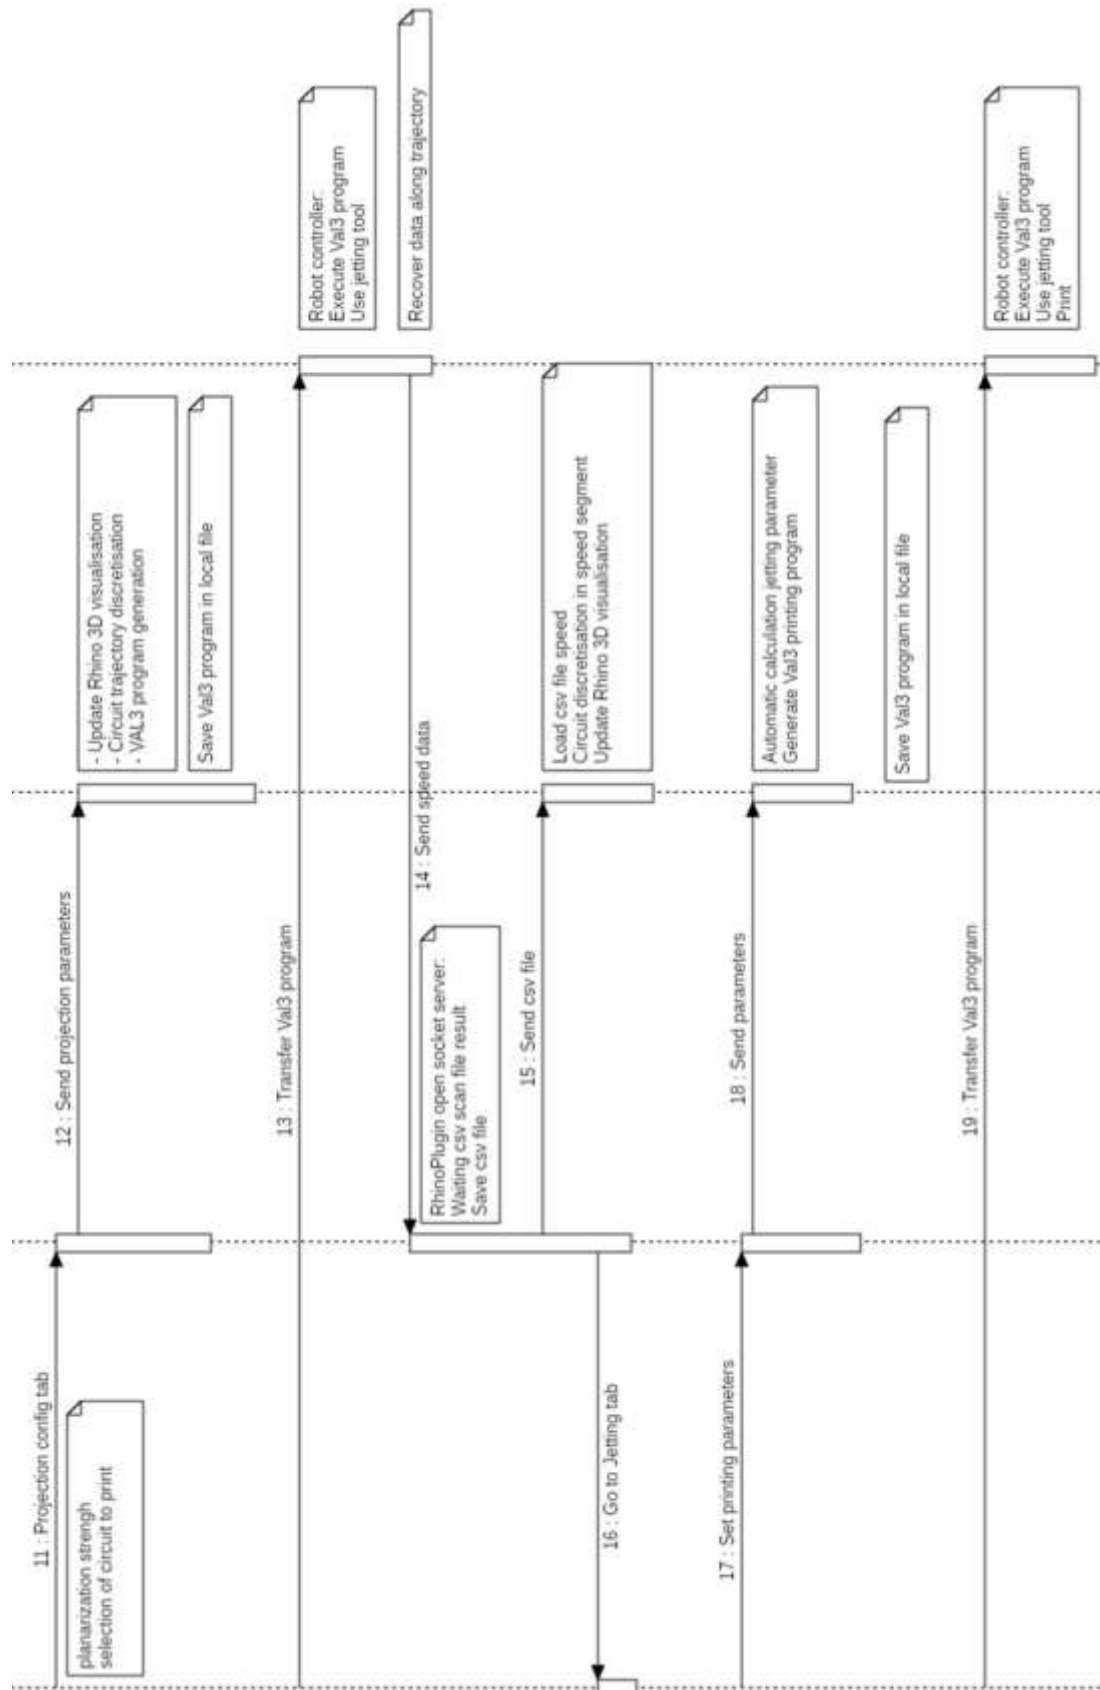 11 : Projection config tab
planarization strengh
selection of circuit to print
12 : Send projection parameters
- Update Rhino 3D visualisation
- Circuit trajectory discretisation
- VAL3 program generation
Save Val3 program in local file
13 : Transfer Val3 program
Robot controller:
Execute Val3 program
Use jetting tool
Recover data along trajectory
14 : Send speed data
RhinoPlugin open socket server:
Waiting csv scan file result
Save csv file
15 : Send csv file
Load csv file speed
Circuit discretisation in speed segment
Update Rhino 3D visualisation
16 : Go to Jetting tab
17 : Set printing parameters
18 : Send parameters
Automatic calculation jetting parameter
Generate Val3 printing program
Save Val3 program in local file
19 : Transfer Val3 program
Robot controller:
Execute Val3 program
Use jetting tool
Print